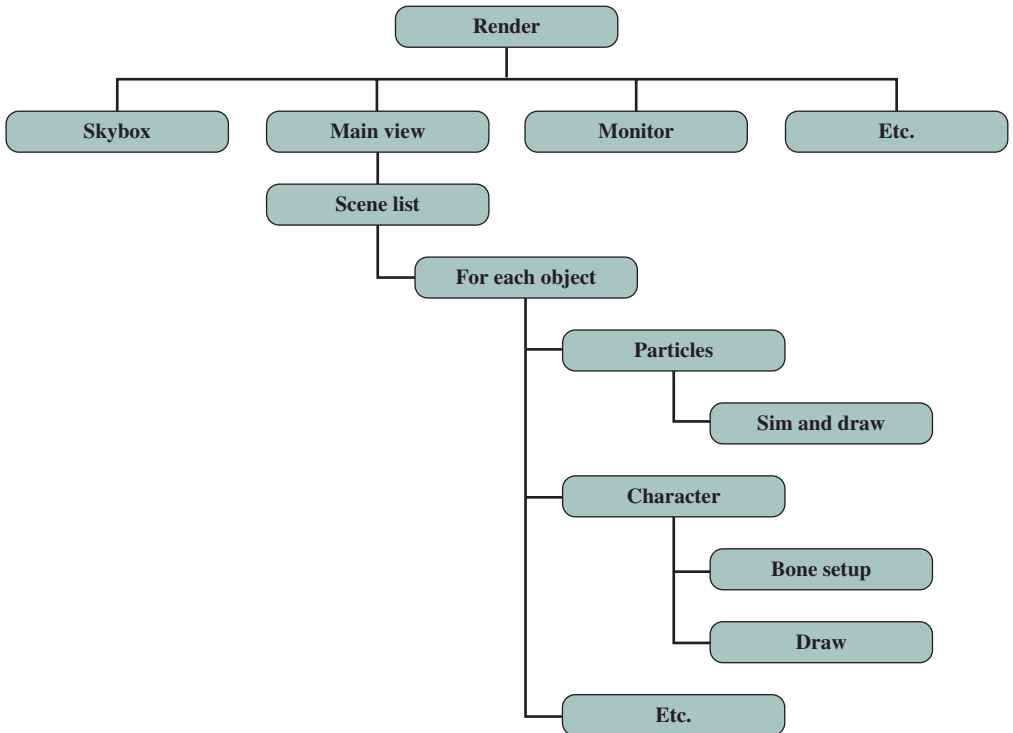 Render
Skybox
Main view
Monitor
Etc.
Scene list
For each object
Particles
Sim and draw
Character
Bone setup
Draw
Etc.